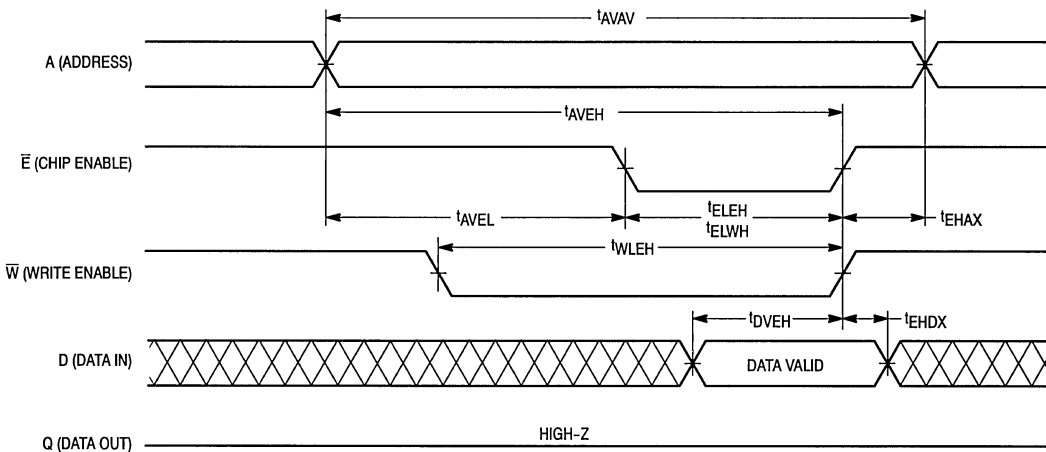 tAVAV
A (ADDRESS)
tAVEH
E̅ (CHIP ENABLE)
tAVEL
tELEH
tELWH
tEHAX
tWLEH
W̅ (WRITE ENABLE)
tDVEH
tEHDX
D (DATA IN)
DATA VALID
HIGH-Z
Q (DATA OUT)